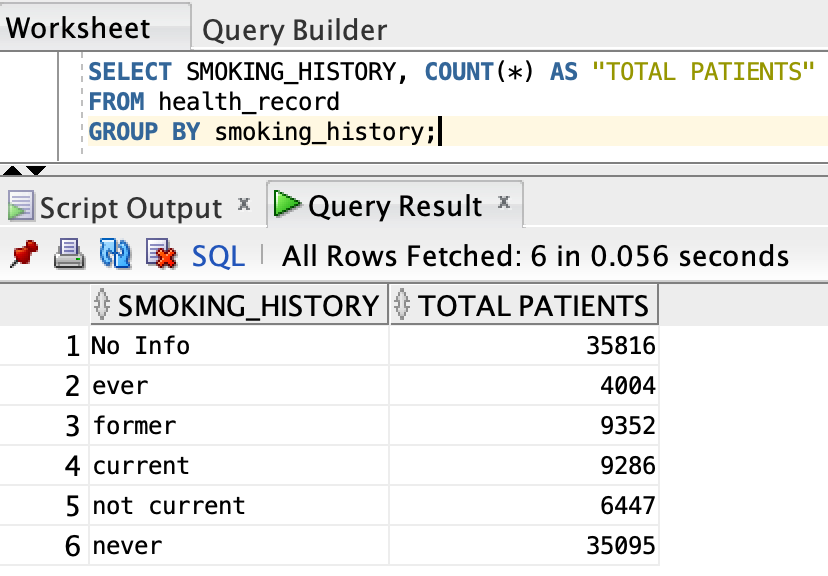 Worksheet Query Builder
SELECT SMOKING_HISTORY, COUNT(*) AS "TOTAL PATIENTS"
FROM health_record
GROUP BY smoking_history;
Script Output x Query Result x
SQL | All Rows Fetched: 6 in 0.056 seconds
SMOKING_HISTORY TOTAL PATIENTS
1 No Info 35816
2 ever 4004
3 former 9352
4 current 9286
5 not current 6447
6 never 35095